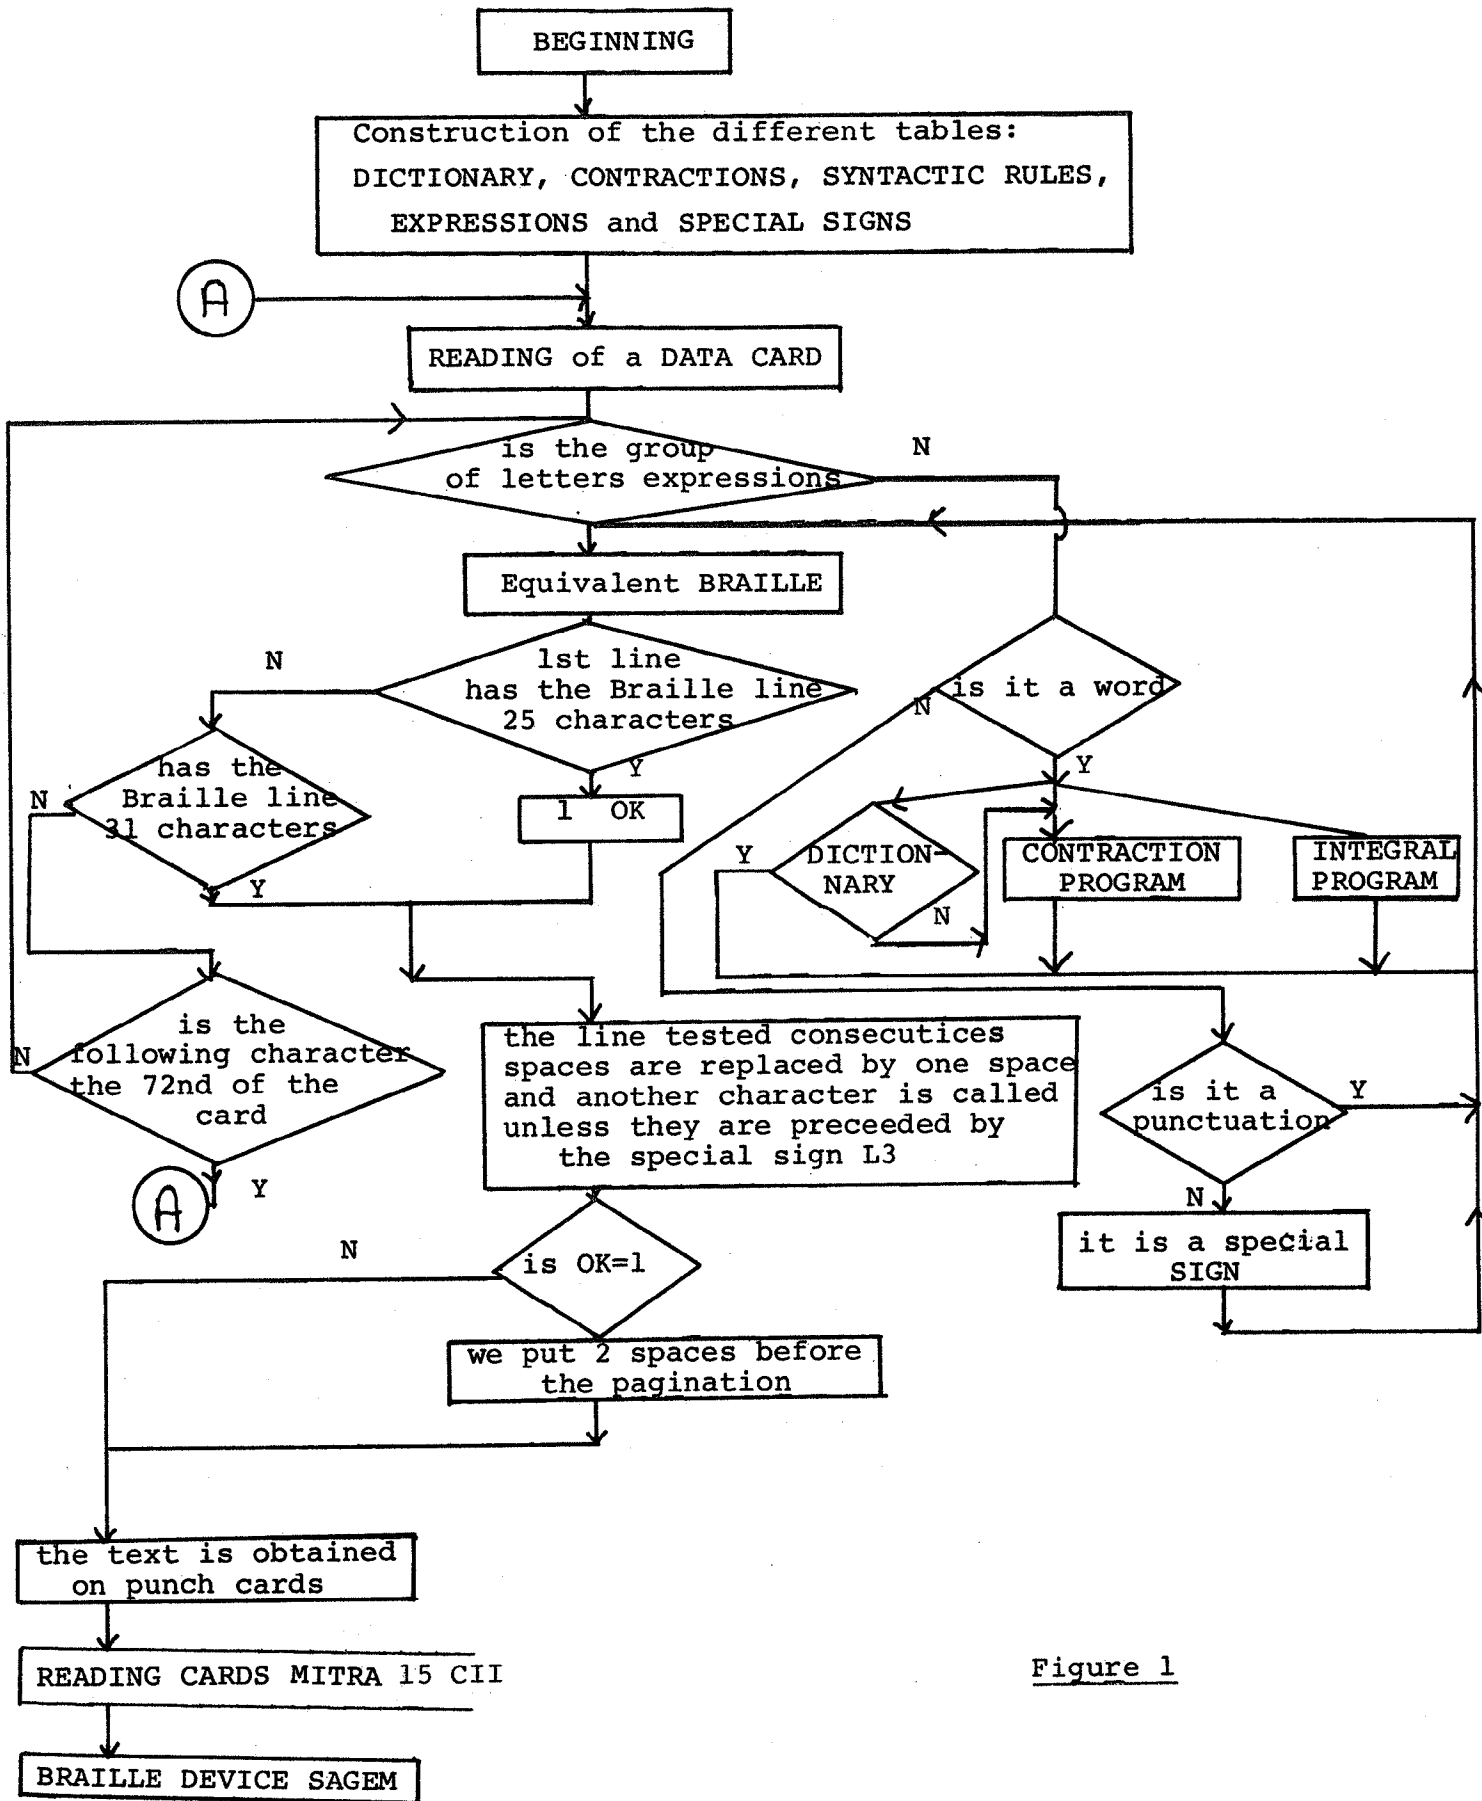 BEGINNING
Construction of the different tables:
DICTIONARY, CONTRACTIONS, SYNTACTIC RULES,
EXPRESSIONS and SPECIAL SIGNS
A
READING of a DATA CARD
is the group
of letters expressions
N
Equivalent BRAILLE
1st line
has the Braille line
25 characters
N
Y
is it a word
N
Y
has the
Braille line
31 characters
N
Y
1 OK
DICTION-
NARY
Y
N
CONTRACTION
PROGRAM
INTEGRAL
PROGRAM
is the
following character
the 72nd of the
card
N
Y
A
the line tested consecutices
spaces are replaced by one space
and another character is called
unless they are preceeded by
the special sign L3
is it a
punctuation
Y
N
it is a special
SIGN
is OK=1
N
we put 2 spaces before
the pagination
the text is obtained
on punch cards
READING CARDS MITRA 15 CII
BRAILLE DEVICE SAGEM
Figure 1